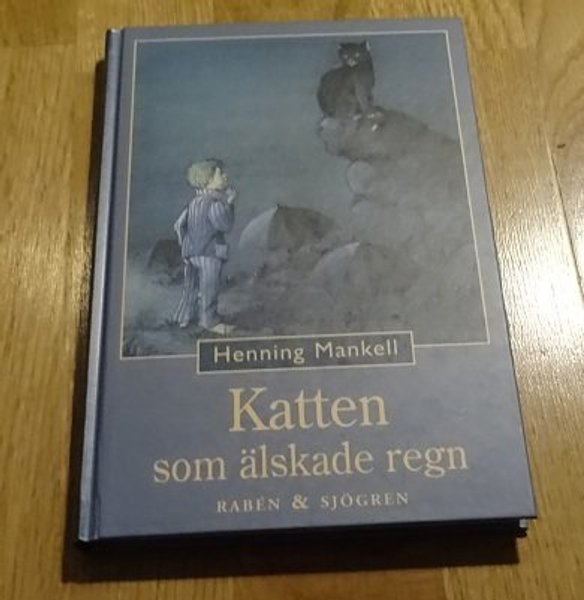 Henning Mankell
Katten
som älskade regn
RABÉN & SJÖGREN